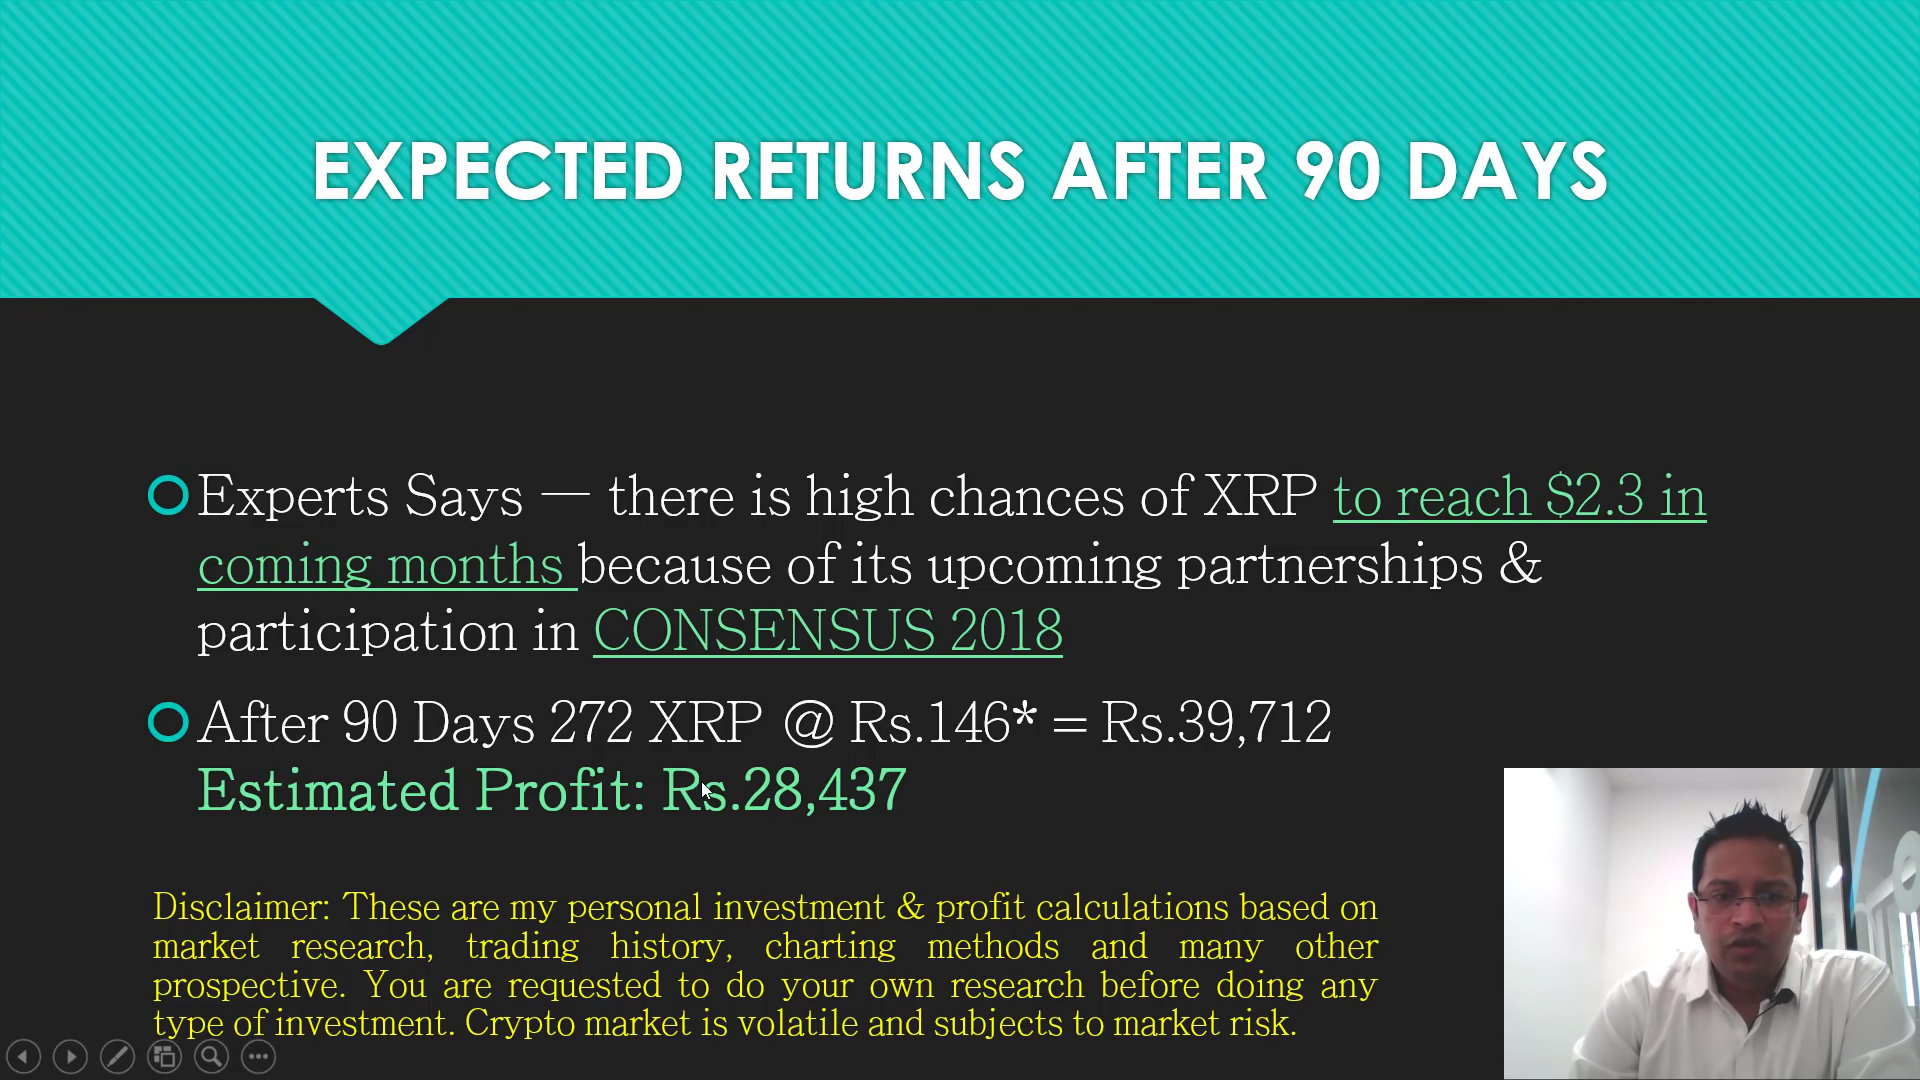 EXPECTED RETURNS AFTER 90 DAYS
Experts Says – there is high chances of XRP to reach $2.3 in
coming months because of its upcoming partnerships &
participation in CONSENSUS 2018
After 90 Days 272 XRP @ Rs.146* = Rs.39,712
Estimated Profit: Rs.28,437
Disclaimer: These are my personal investment & profit calculations based on
market research, trading history, charting methods and many other
prospective. You are requested to do your own research before doing any
type of investment. Crypto market is volatile and subjects to market risk.